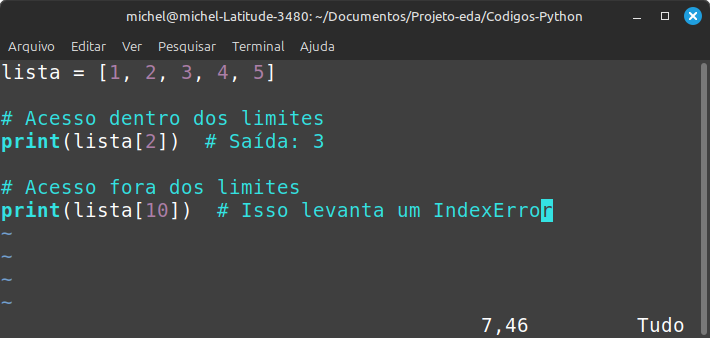 michel@michel-Latitude-3480: ~/Documentos/Projeto-eda/Codigos-Python
Arquivo Editar Ver Pesquisar Terminal Ajuda
lista = [1, 2, 3, 4, 5]
# Acesso dentro dos limites
print(lista[2])  # Saída: 3
# Acesso fora dos limites
print(lista[10])  # Isso levanta um IndexError
~
~
~
~
7,46 Tudo